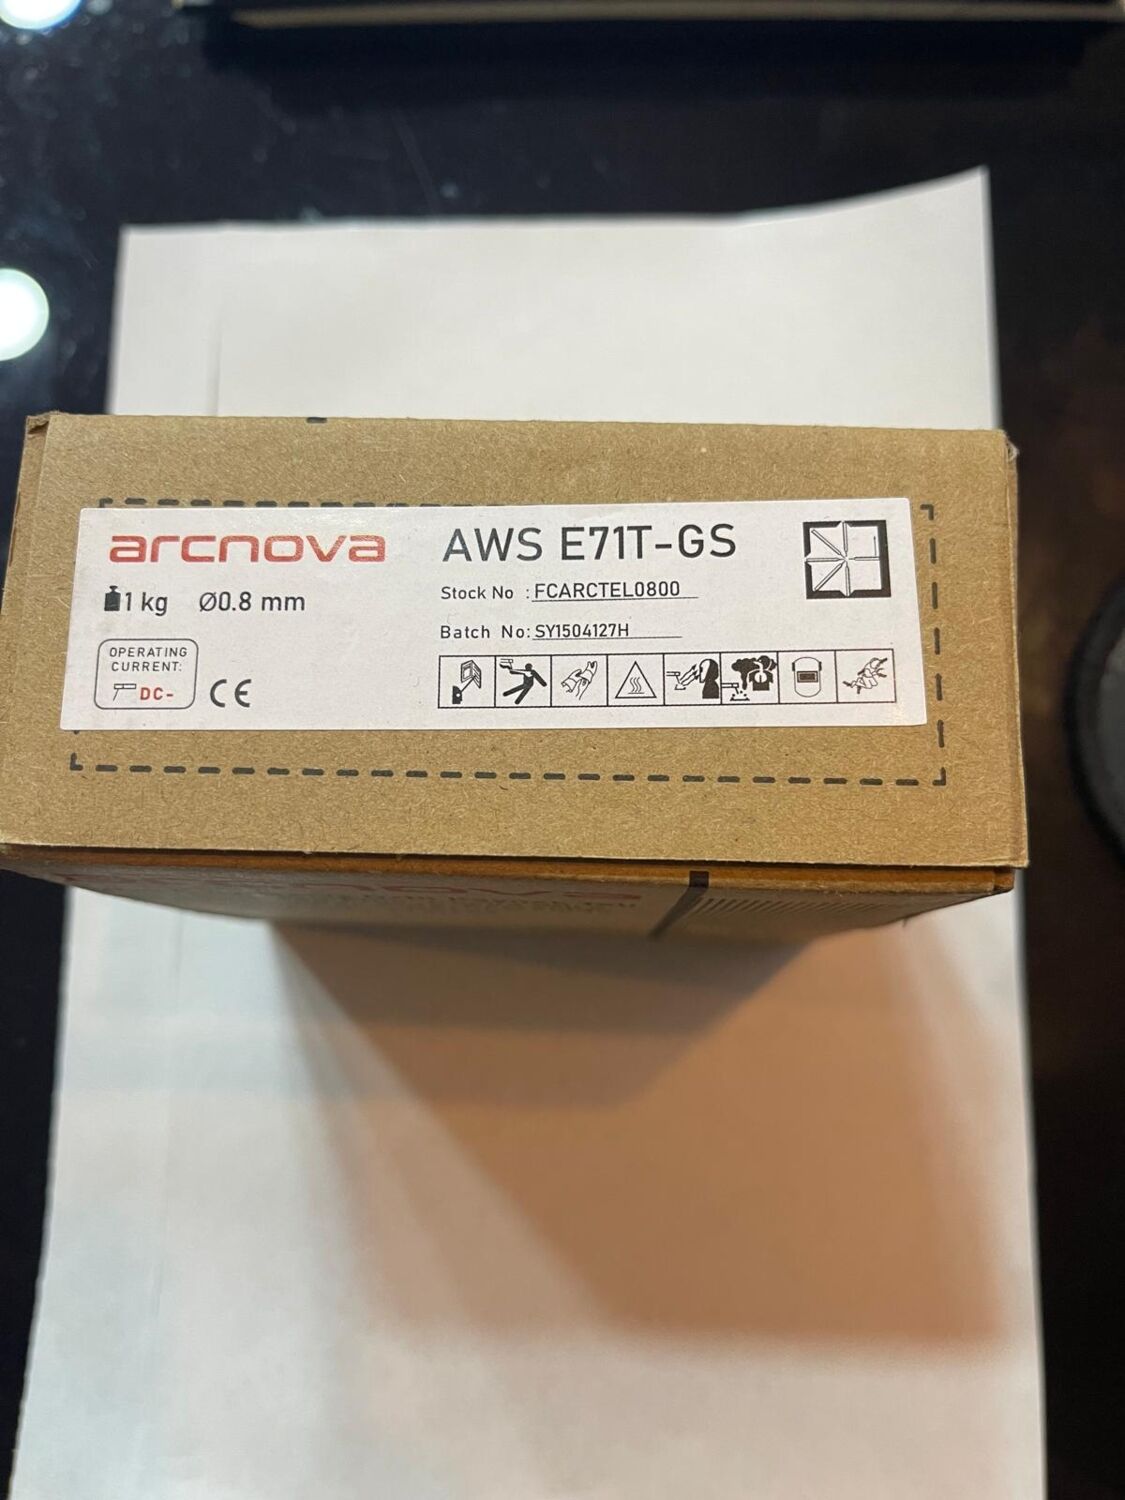 arcnova
AWS E71T-GS
1 kg Ø0.8 mm
Stock No : FCARCTEL0800
Batch No: SY1504127H
OPERATING
CURRENT:
DC-
CE